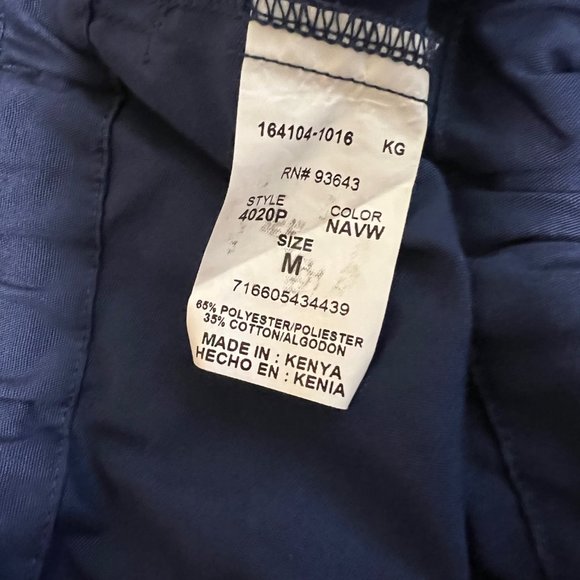 164104-1016 KG
RN# 93643
STYLE COLOR
4020P NAVW
SIZE
M
716605434439
65% POLYESTER/POLIESTER
35% COTTON/ALGODON
MADE IN : KENYA
HECHO EN : KENIA